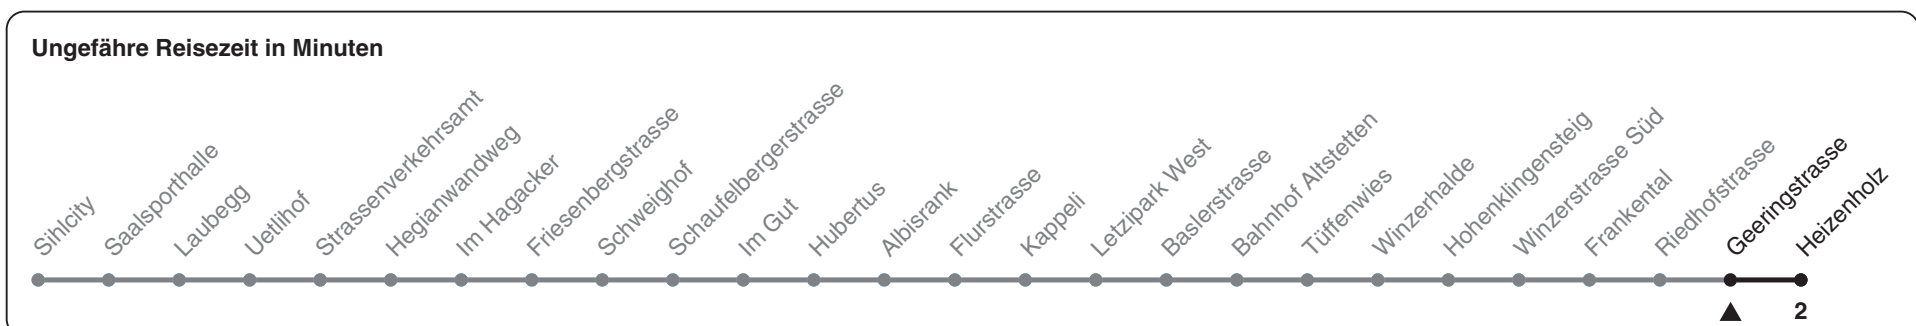 Ungefähre Reisezeit in Minuten
Sihlcity
Saalsporthalle
Laubegg
Uetlihof
Strassenverkehrsamt
Hegianwandweg
Im Hagacker
Friesenbergstrasse
Schweighof
Schaufelbergerstrasse
Im Gut
Hubertus
Albisrank
Flurstrasse
Kappeli
Letzipark West
Baslerstrasse
Bahnhof Altstetten
Tüffenwies
Winzerhalde
Hohenklingensteig
Winzerstrasse Süd
Frankental
Riedhofstrasse
Geeringstrasse
Heizenholz
2